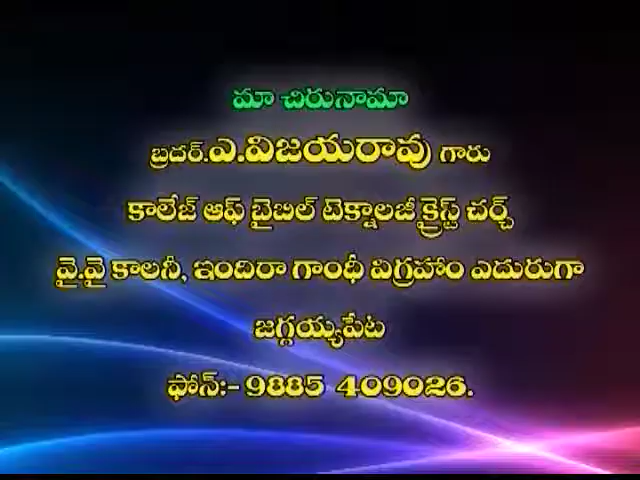 మా చిరునామా
బ్రదర్.ఎ.విజయరావు గారు
కాలేజ్ ఆఫ్ బైబిల్ టెక్నాలజీ క్రైస్ట్ చర్చ్
వై.వై కాలనీ, ఇందిరా గాంధీ విగ్రహాం ఎదురుగా
జగ్గయ్యపేట
ఫోన్:- 9885 409026.